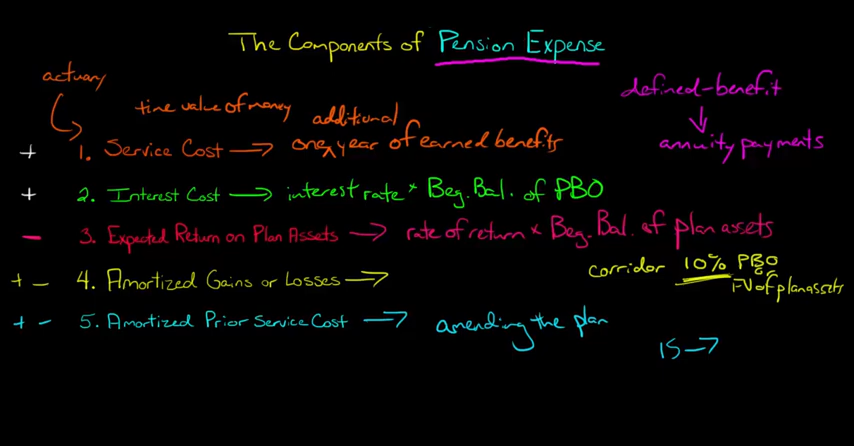 The Components of Pension Expense
actuary
defined-benefit
time value of money
additional
+ 1. Service Cost → one ^ year of earned benefits
annuity payments
+ 2. Interest Cost → interest rate × Beg. Bal. of PBO
- 3. Expected Return on Plan Assets → rate of return × Beg. Bal. of plan assets
+ - 4. Amortized Gains or Losses →
corridor 10% PBO
or
FV of plan assets
+ - 5. Amortized Prior Service Cost → amending the plan
15 →